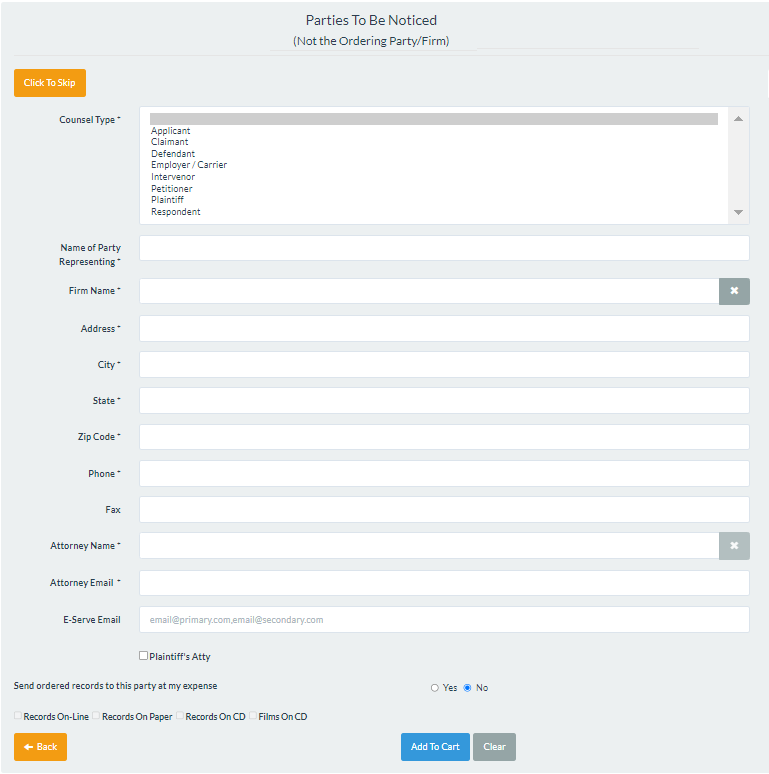 Parties To Be Noticed
(Not the Ordering Party/Firm)
Click To Skip
Counsel Type *
Applicant
Claimant
Defendant
Employer / Carrier
Intervenor
Petitioner
Plaintiff
Respondent
Name of Party
Representing *
Firm Name *
Address *
City *
State *
Zip Code *
Phone *
Fax
Attorney Name *
Attorney Email *
E-Serve Email email@primary.com,email@secondary.com
Plaintiff's Atty
Send ordered records to this party at my expense Yes No
Records On-Line Records On Paper Records On CD Films On CD
Back Add To Cart Clear